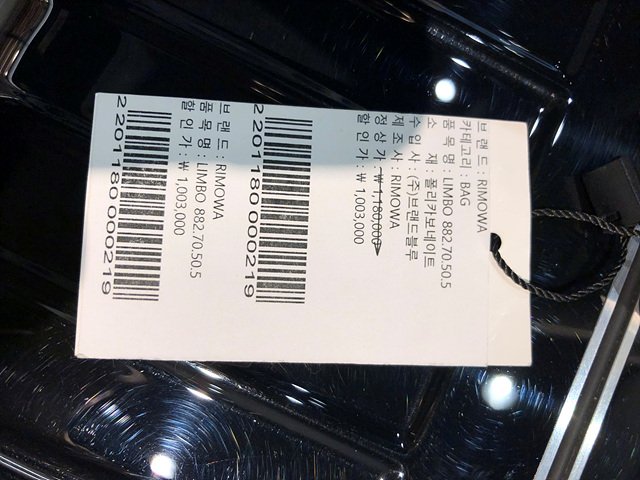 브 랜 드 : RIMOWA
카테고리 : BAG
품 목 명 : LIMBO 882.70.50.5
소 재 : 폴리카보네이트
수 입 사 : (주)브랜드블루
제 조 사 : RIMOWA
정 상 가 : ₩ 1,180,000
할 인 가 : ₩ 1,003,000
2 201180 000219
브 랜 드 : RIMOWA
품 목 명 : LIMBO 882.70.50.5
할 인 가 : ₩ 1,003,000
2 201180 000219